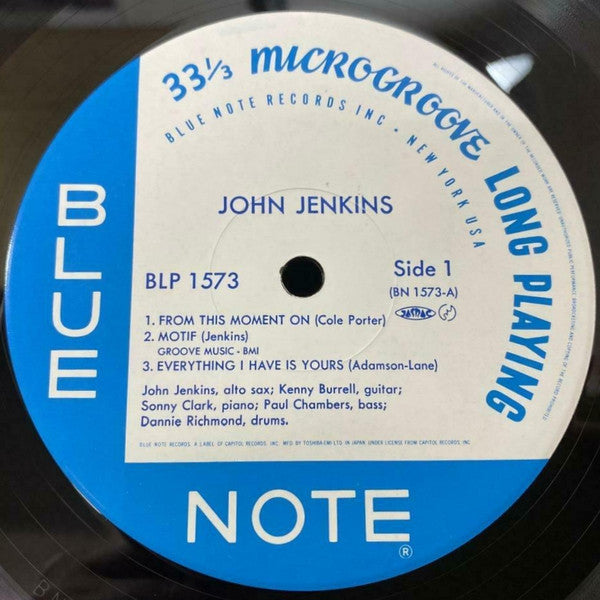 33⅓ MICROGROOVE LONG PLAYING
BLUE NOTE RECORDS INC • NEW YORK USA
JOHN JENKINS
BLP 1573
Side 1
(BN 1573-A)
JASRAC
1. FROM THIS MOMENT ON (Cole Porter)
2. MOTIF (Jenkins)
GROOVE MUSIC - BMI
3. EVERYTHING I HAVE IS YOURS (Adamson-Lane)
John Jenkins, alto sax; Kenny Burrell, guitar;
Sonny Clark, piano; Paul Chambers, bass;
Dannie Richmond, drums.
BLUE NOTE RECORDS, A LABEL OF CAPITOL RECORDS, INC. MFD. BY TOSHIBA-EMI LTD. IN JAPAN UNDER LICENSE FROM CAPITOL RECORDS, INC.
BLUE
NOTE
®